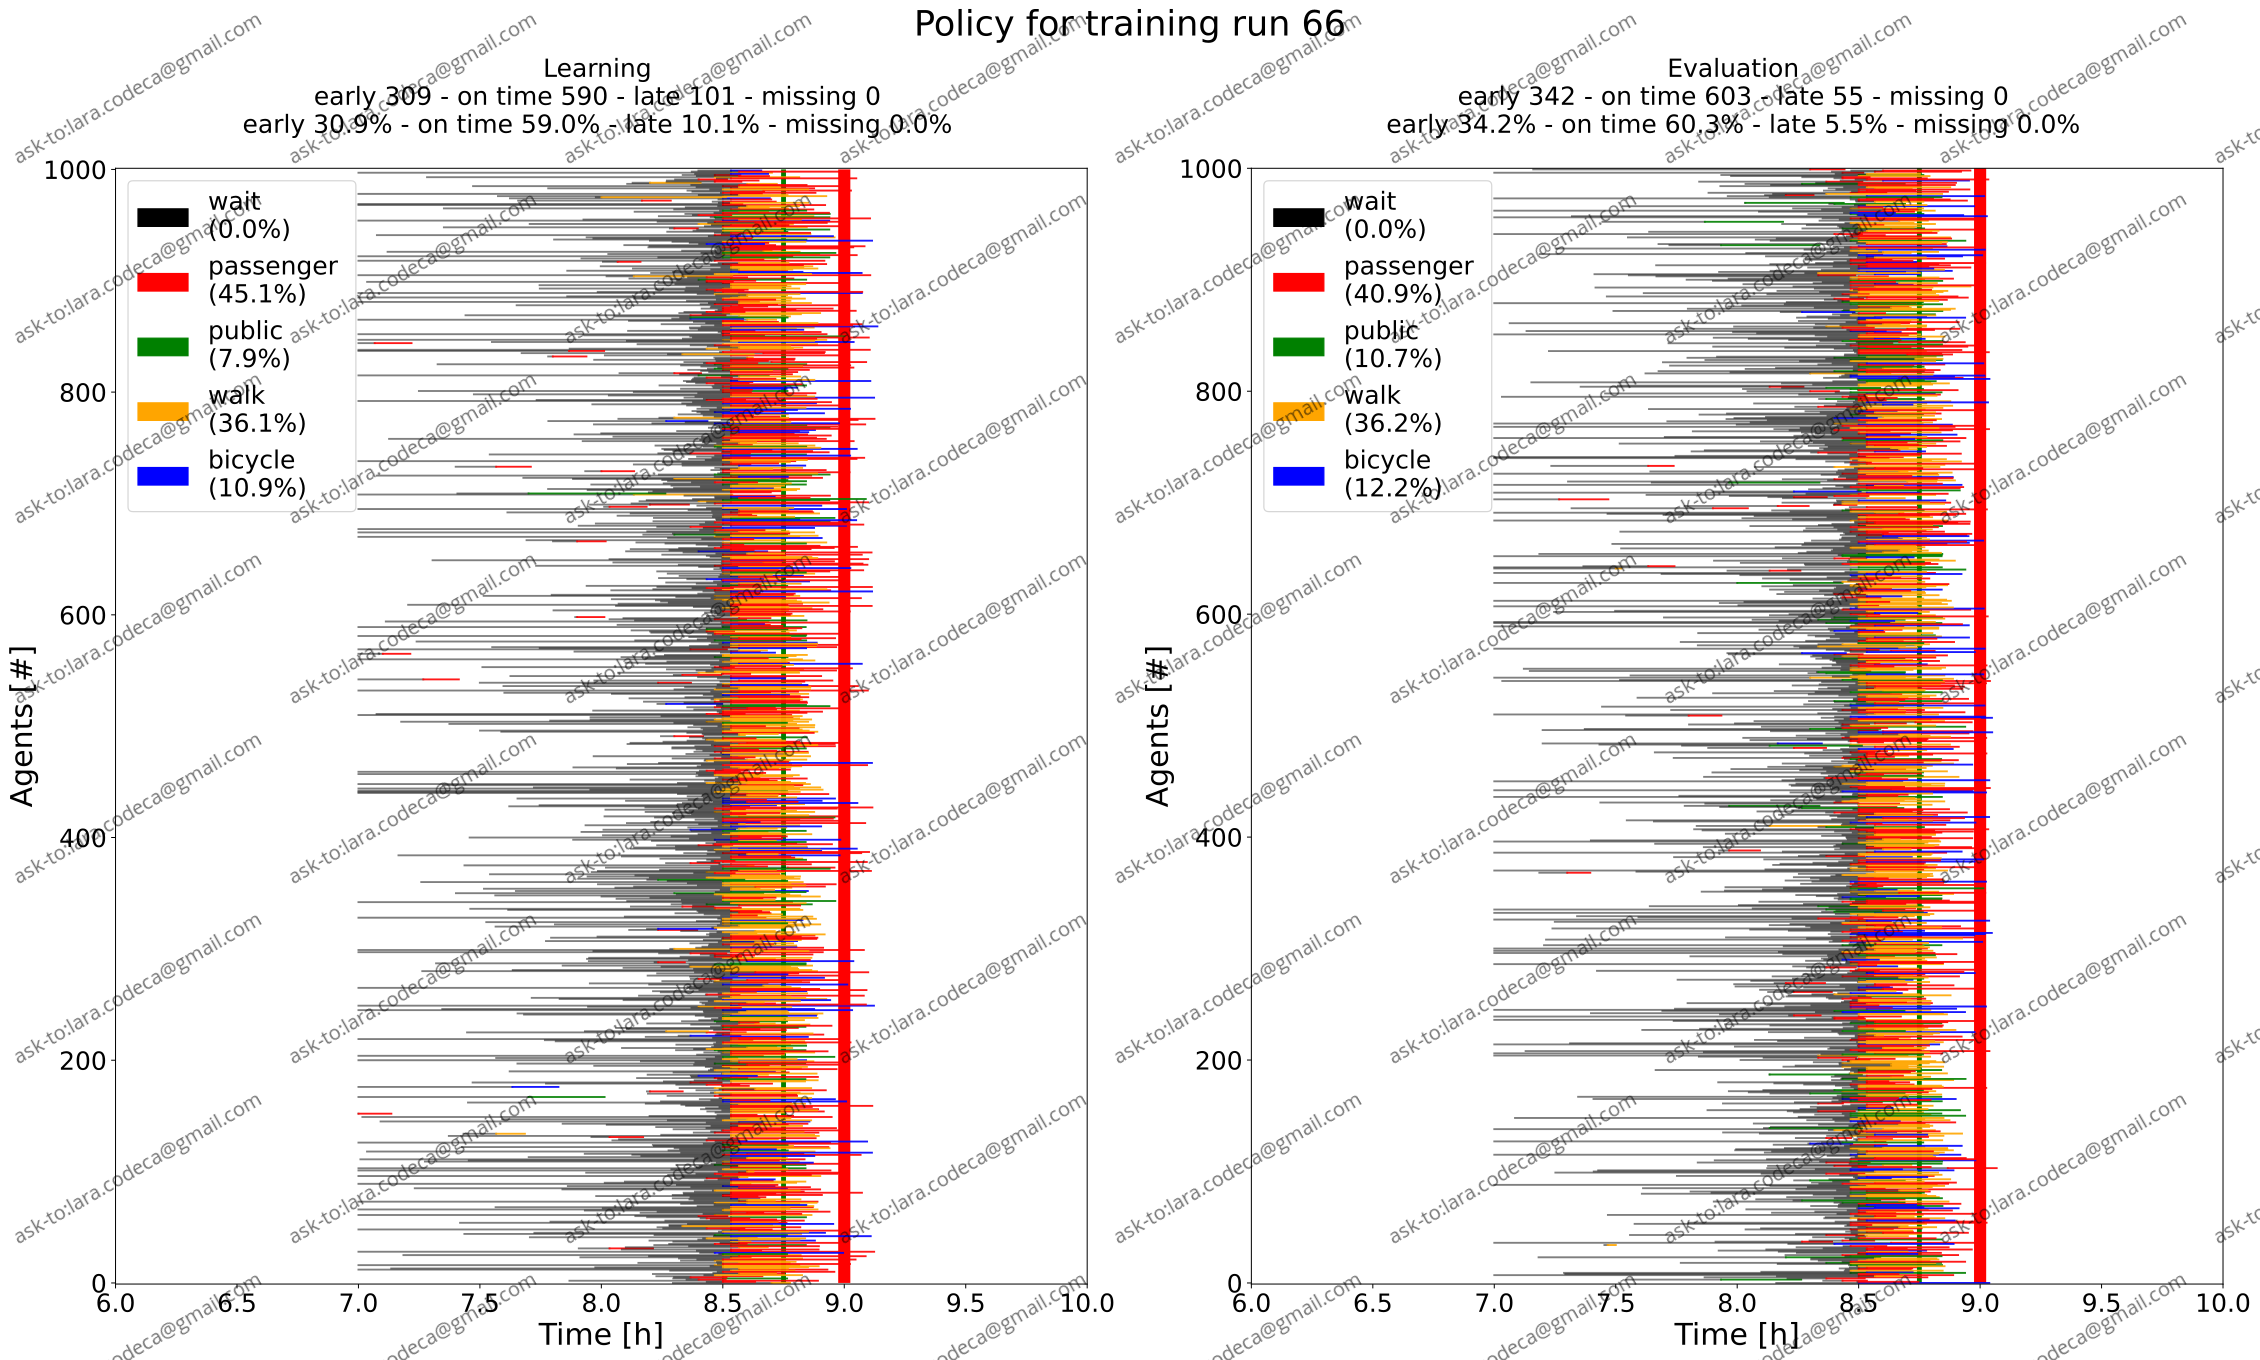 Policy for training run 66
Learning
early 309 - on time 590 - late 101 - missing 0
early 30.9% - on time 59.0% - late 10.1% - missing 0.0%
1000
800
600
400
200
0
Agents [#]
wait
(0.0%)
passenger
(45.1%)
public
(7.9%)
walk
(36.1%)
bicycle
(10.9%)
6.0 6.5 7.0 7.5 8.0 8.5 9.0 9.5 10.0
Time [h]
Evaluation
early 342 - on time 603 - late 55 - missing 0
early 34.2% - on time 60.3% - late 5.5% - missing 0.0%
1000
800
600
400
200
0
Agents [#]
wait
(0.0%)
passenger
(40.9%)
public
(10.7%)
walk
(36.2%)
bicycle
(12.2%)
6.0 6.5 7.0 7.5 8.0 8.5 9.0 9.5 10.0
Time [h]
ask-to:lara.codeca@gmail.com